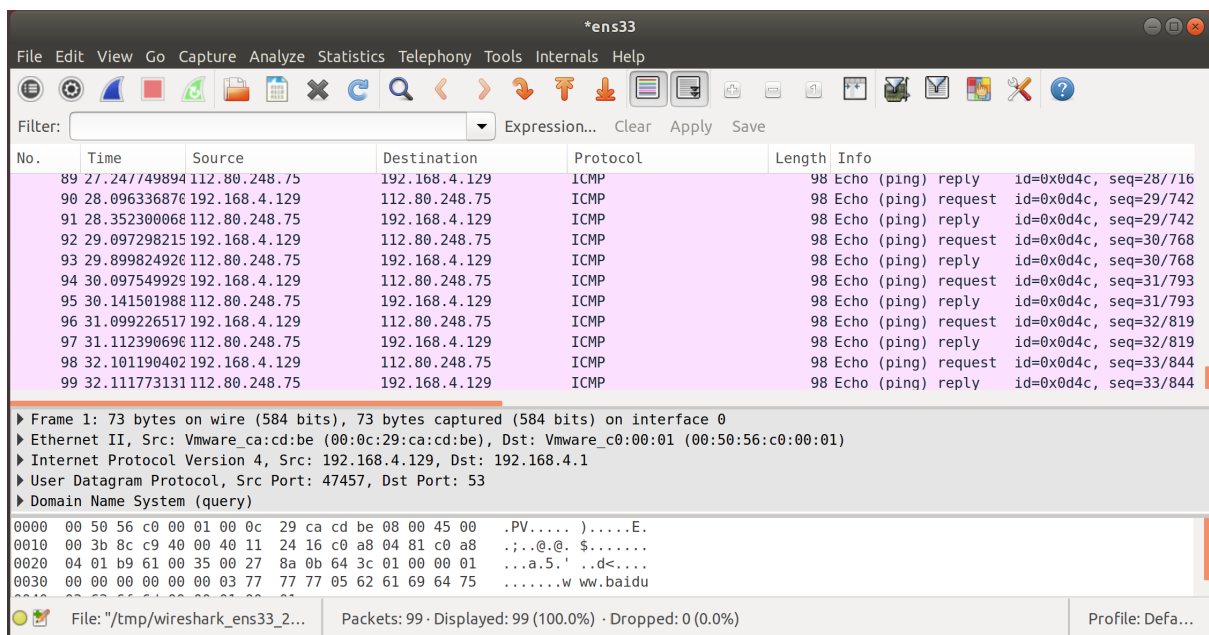 *ens33
File Edit View Go Capture Analyze Statistics Telephony Tools Internals Help
Filter: Expression... Clear Apply Save
No. Time Source Destination Protocol Length Info
89 27.247749894 112.80.248.75 192.168.4.129 ICMP 98 Echo (ping) reply id=0x0d4c, seq=28/716
90 28.096336870 192.168.4.129 112.80.248.75 ICMP 98 Echo (ping) request id=0x0d4c, seq=29/742
91 28.352300068 112.80.248.75 192.168.4.129 ICMP 98 Echo (ping) reply id=0x0d4c, seq=29/742
92 29.097298215 192.168.4.129 112.80.248.75 ICMP 98 Echo (ping) request id=0x0d4c, seq=30/768
93 29.899824920 112.80.248.75 192.168.4.129 ICMP 98 Echo (ping) reply id=0x0d4c, seq=30/768
94 30.097549929 192.168.4.129 112.80.248.75 ICMP 98 Echo (ping) request id=0x0d4c, seq=31/793
95 30.141501988 112.80.248.75 192.168.4.129 ICMP 98 Echo (ping) reply id=0x0d4c, seq=31/793
96 31.099226517 192.168.4.129 112.80.248.75 ICMP 98 Echo (ping) request id=0x0d4c, seq=32/819
97 31.112390690 112.80.248.75 192.168.4.129 ICMP 98 Echo (ping) reply id=0x0d4c, seq=32/819
98 32.101190402 192.168.4.129 112.80.248.75 ICMP 98 Echo (ping) request id=0x0d4c, seq=33/844
99 32.111773131 112.80.248.75 192.168.4.129 ICMP 98 Echo (ping) reply id=0x0d4c, seq=33/844
Frame 1: 73 bytes on wire (584 bits), 73 bytes captured (584 bits) on interface 0
Ethernet II, Src: Vmware_ca:cd:be (00:0c:29:ca:cd:be), Dst: Vmware_c0:00:01 (00:50:56:c0:00:01)
Internet Protocol Version 4, Src: 192.168.4.129, Dst: 192.168.4.1
User Datagram Protocol, Src Port: 47457, Dst Port: 53
Domain Name System (query)
0000 00 50 56 c0 00 01 00 0c 29 ca cd be 08 00 45 00 .PV..... ).....E.
0010 00 3b 8c c9 40 00 40 11 24 16 c0 a8 04 81 c0 a8 .;..@.@. $.......
0020 04 01 b9 61 00 35 00 27 8a 0b 64 3c 01 00 00 01 ...a.5.' ..d<....
0030 00 00 00 00 00 00 03 77 77 77 05 62 61 69 64 75 .......w ww.baidu
File: "/tmp/wireshark_ens33_2... Packets: 99 · Displayed: 99 (100.0%) · Dropped: 0 (0.0%) Profile: Defa...